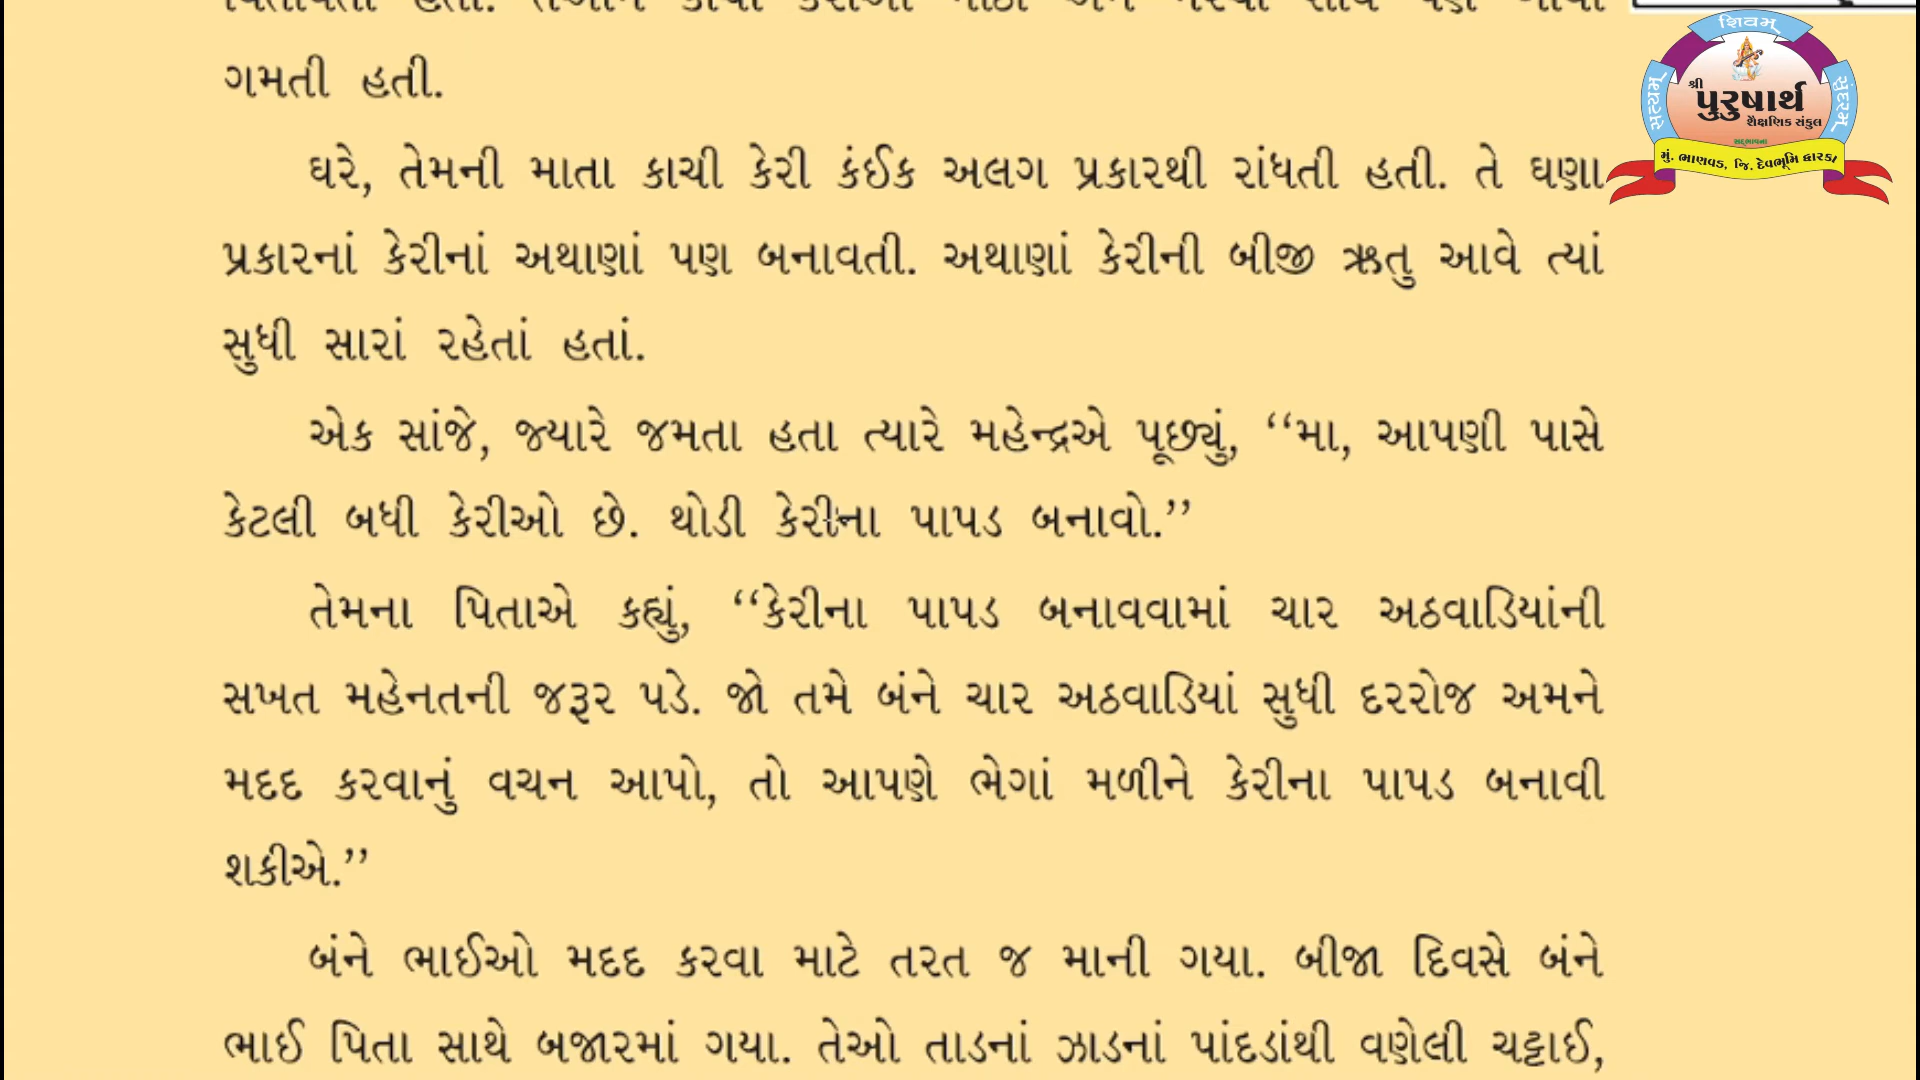 ગમતી હતી.
ઘરે, તેમની માતા કાચી કેરી કંઈક અલગ પ્રકારથી રાંધતી હતી. તે ઘણા
પ્રકારનાં કેરીનાં અથાણાં પણ બનાવતી. અથાણાં કેરીની બીજી ઋતુ આવે ત્યાં
સુધી સારાં રહેતાં હતાં.
એક સાંજે, જ્યારે જમતા હતા ત્યારે મહેન્દ્રએ પૂછ્યું, ‘‘મા, આપણી પાસે
કેટલી બધી કેરીઓ છે. થોડી કેરીના પાપડ બનાવો.’’
તેમના પિતાએ કહ્યું, ‘‘કેરીના પાપડ બનાવવામાં ચાર અઠવાડિયાંની
સખત મહેનતની જરૂર પડે. જો તમે બંને ચાર અઠવાડિયાં સુધી દરરોજ અમને
મદદ કરવાનું વચન આપો, તો આપણે ભેગાં મળીને કેરીના પાપડ બનાવી
શકીએ.’’
બંને ભાઈઓ મદદ કરવા માટે તરત જ માની ગયા. બીજા દિવસે બંને
ભાઈ પિતા સાથે બજારમાં ગયા. તેઓ તાડનાં ઝાડનાં પાંદડાંથી વણેલી ચટ્ટાઈ,
સત્યમ્
શિવમ્
સુંદરમ્
શ્રી
પુરુષાર્થ
શૈક્ષણિક સંકુલ
સદ્‌ભાવના
મું. ભાણવડ, જિ. દેવભૂમિ દ્વારકા